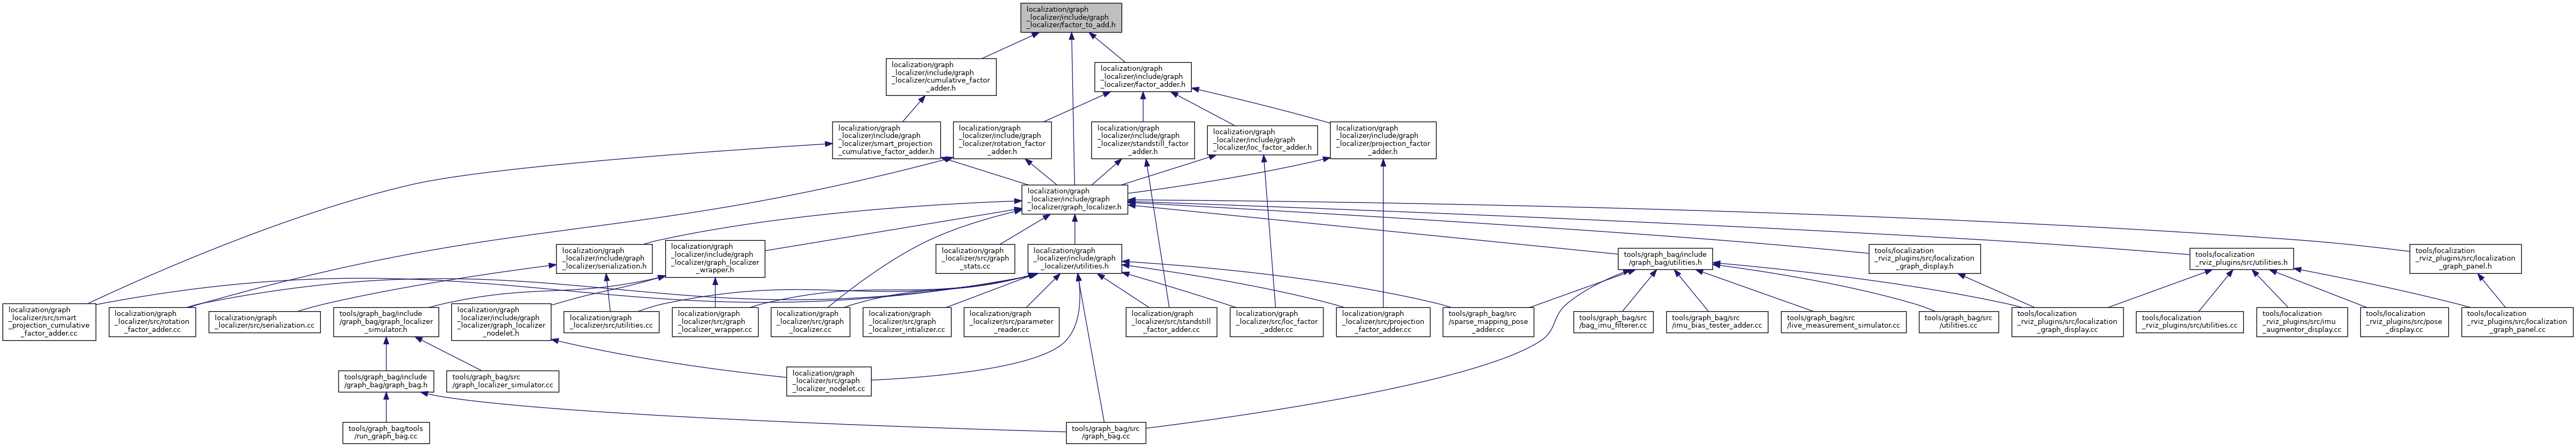 localization/graph
_localizer/include/graph
_localizer/factor_to_add.h
localization/graph
_localizer/include/graph
_localizer/cumulative_factor
_adder.h
localization/graph
_localizer/include/graph
_localizer/factor_adder.h
localization/graph
_localizer/include/graph
_localizer/smart_projection
_cumulative_factor_adder.h
localization/graph
_localizer/include/graph
_localizer/rotation_factor
_adder.h
localization/graph
_localizer/include/graph
_localizer/standstill_factor
_adder.h
localization/graph
_localizer/include/graph
_localizer/loc_factor_adder.h
localization/graph
_localizer/include/graph
_localizer/projection_factor
_adder.h
localization/graph
_localizer/include/graph
_localizer/graph_localizer.h
localization/graph
_localizer/include/graph
_localizer/serialization.h
localization/graph
_localizer/include/graph
_localizer/graph_localizer
_wrapper.h
localization/graph
_localizer/src/graph
_stats.cc
localization/graph
_localizer/include/graph
_localizer/utilities.h
tools/graph_bag/include
/graph_bag/utilities.h
tools/localization
_rviz_plugins/src/localization
_graph_display.h
tools/localization
_rviz_plugins/src/utilities.h
tools/localization
_rviz_plugins/src/localization
_graph_panel.h
localization/graph
_localizer/src/smart
_projection_cumulative
_factor_adder.cc
localization/graph
_localizer/src/rotation
_factor_adder.cc
localization/graph
_localizer/src/serialization.cc
tools/graph_bag/include
/graph_bag/graph_localizer
_simulator.h
localization/graph
_localizer/include/graph
_localizer/graph_localizer
_nodelet.h
localization/graph
_localizer/src/utilities.cc
localization/graph
_localizer/src/graph
_localizer_wrapper.cc
localization/graph
_localizer/src/graph
_localizer.cc
localization/graph
_localizer/src/graph
_localizer_intializer.cc
localization/graph
_localizer/src/parameter
_reader.cc
localization/graph
_localizer/src/standstill
_factor_adder.cc
localization/graph
_localizer/src/loc_factor
_adder.cc
localization/graph
_localizer/src/projection
_factor_adder.cc
tools/graph_bag/src
/sparse_mapping_pose
_adder.cc
tools/graph_bag/src
/bag_imu_filterer.cc
tools/graph_bag/src
/imu_bias_tester_adder.cc
tools/graph_bag/src
/live_measurement_simulator.cc
tools/graph_bag/src
/utilities.cc
tools/localization
_rviz_plugins/src/localization
_graph_display.cc
tools/localization
_rviz_plugins/src/utilities.cc
tools/localization
_rviz_plugins/src/imu
_augmentor_display.cc
tools/localization
_rviz_plugins/src/pose
_display.cc
tools/localization
_rviz_plugins/src/localization
_graph_panel.cc
tools/graph_bag/include
/graph_bag/graph_bag.h
tools/graph_bag/src
/graph_localizer_simulator.cc
localization/graph
_localizer/src/graph
_localizer_nodelet.cc
tools/graph_bag/tools
/run_graph_bag.cc
tools/graph_bag/src
/graph_bag.cc